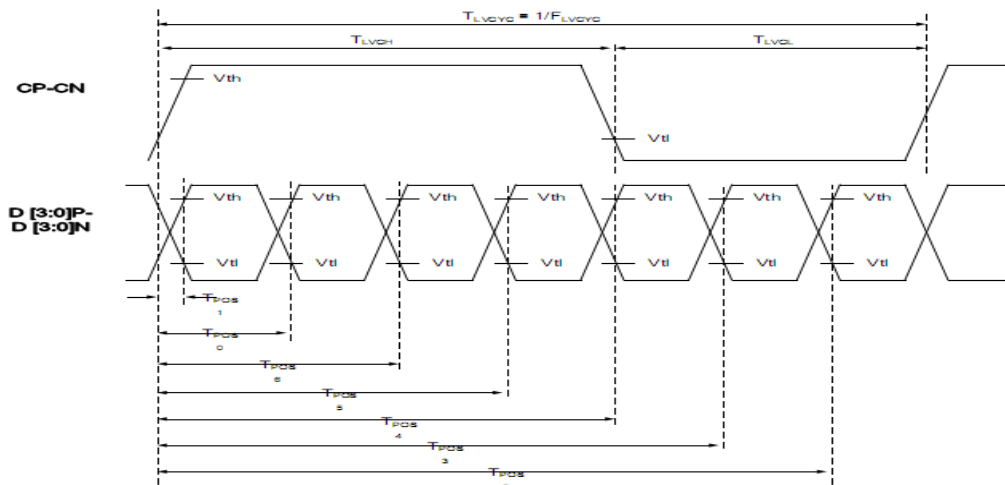 TLVCYC = 1/FLVCYC
TLVCH
TLVCL
CP-CN
Vth
Vtl
D [3:0]P-
D [3:0]N
Vth Vth Vth Vth Vth Vth Vth
Vtl Vtl Vtl Vtl Vtl Vtl Vtl
TPOS
1
TPOS
0
TPOS
6
TPOS
5
TPOS
4
TPOS
3
TPOS